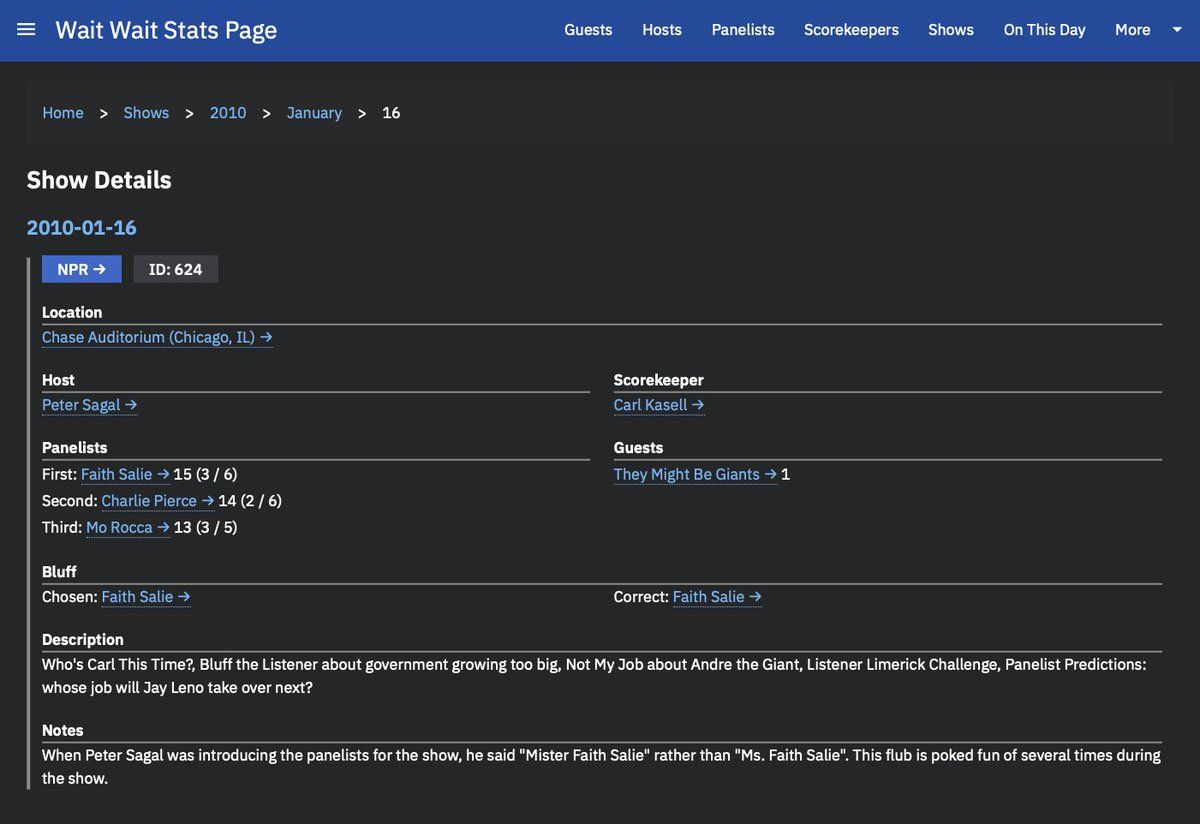 Wait Wait Stats Page
Guests Hosts Panelists Scorekeepers Shows On This Day More
Home > Shows > 2010 > January > 16
Show Details
2010-01-16
NPR → ID: 624
Location
Chase Auditorium (Chicago, IL) →
Host
Peter Sagal →
Scorekeeper
Carl Kasell →
Panelists
First: Faith Salie → 15 (3 / 6)
Second: Charlie Pierce → 14 (2 / 6)
Third: Mo Rocca → 13 (3 / 5)
Guests
They Might Be Giants → 1
Bluff
Chosen: Faith Salie →
Correct: Faith Salie →
Description
Who's Carl This Time?, Bluff the Listener about government growing too big, Not My Job about Andre the Giant, Listener Limerick Challenge, Panelist Predictions:
whose job will Jay Leno take over next?
Notes
When Peter Sagal was introducing the panelists for the show, he said "Mister Faith Salie" rather than "Ms. Faith Salie". This flub is poked fun of several times during
the show.